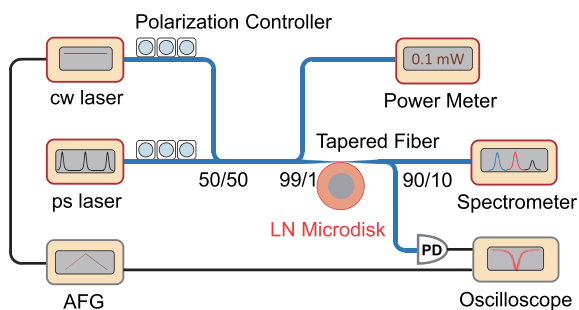 Polarization Controller
cw laser
0.1 mW
Power Meter
Tapered Fiber
ps laser
50/50
99/1
90/10
Spectrometer
LN Microdisk
PD
AFG
Oscilloscope